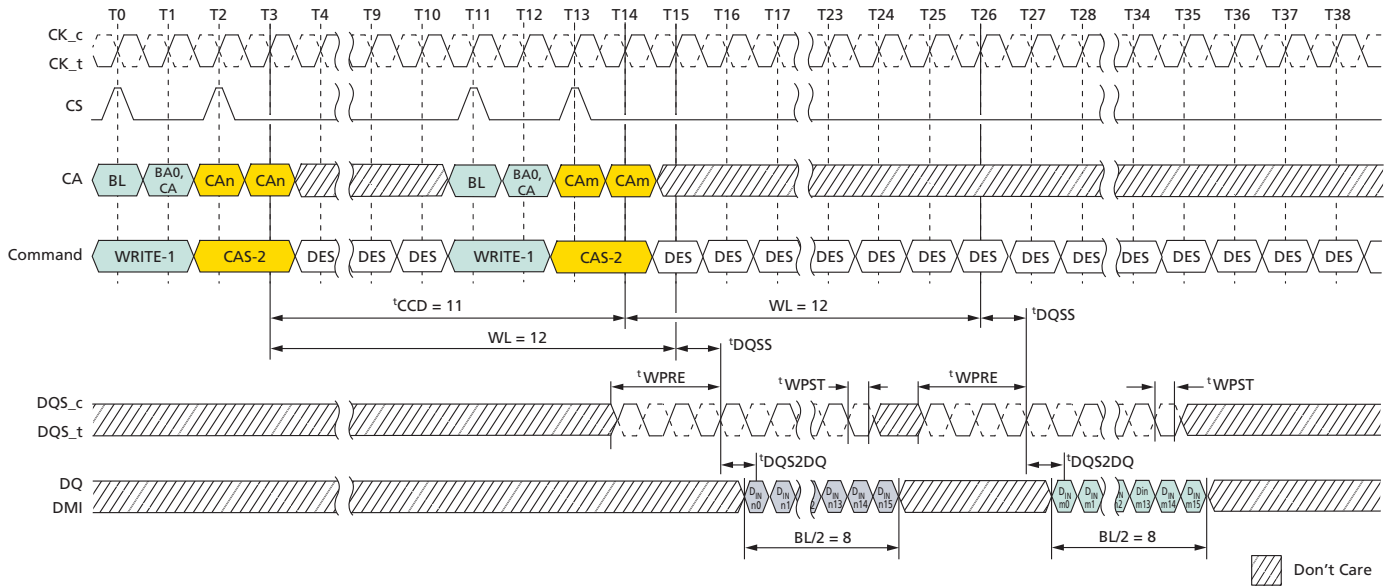 T0 T1 T2 T3 T4 T9 T10 T11 T12 T13 T14 T15 T16 T17 T23 T24 T25 T26 T27 T28 T34 T35 T36 T37 T38
CK_c
CK_t
CS
CA BL BA0, CA CAn CAn BL BA0, CA CAm CAm
Command WRITE-1 CAS-2 DES DES DES WRITE-1 CAS-2 DES DES DES DES DES DES DES DES DES DES DES DES DES DES
tCCD = 11 WL = 12 tDQSS
WL = 12 tDQSS
tWPRE tWPST tWPRE tWPST
DQS_c
DQS_t
tDQS2DQ tDQS2DQ
DQ
DMI
DIN n0 DIN n1 DIN n13 DIN n14 DIN n15 DIN m0 DIN m1 Din m13 DIN m14 DIN m15
BL/2 = 8 BL/2 = 8
Don't Care